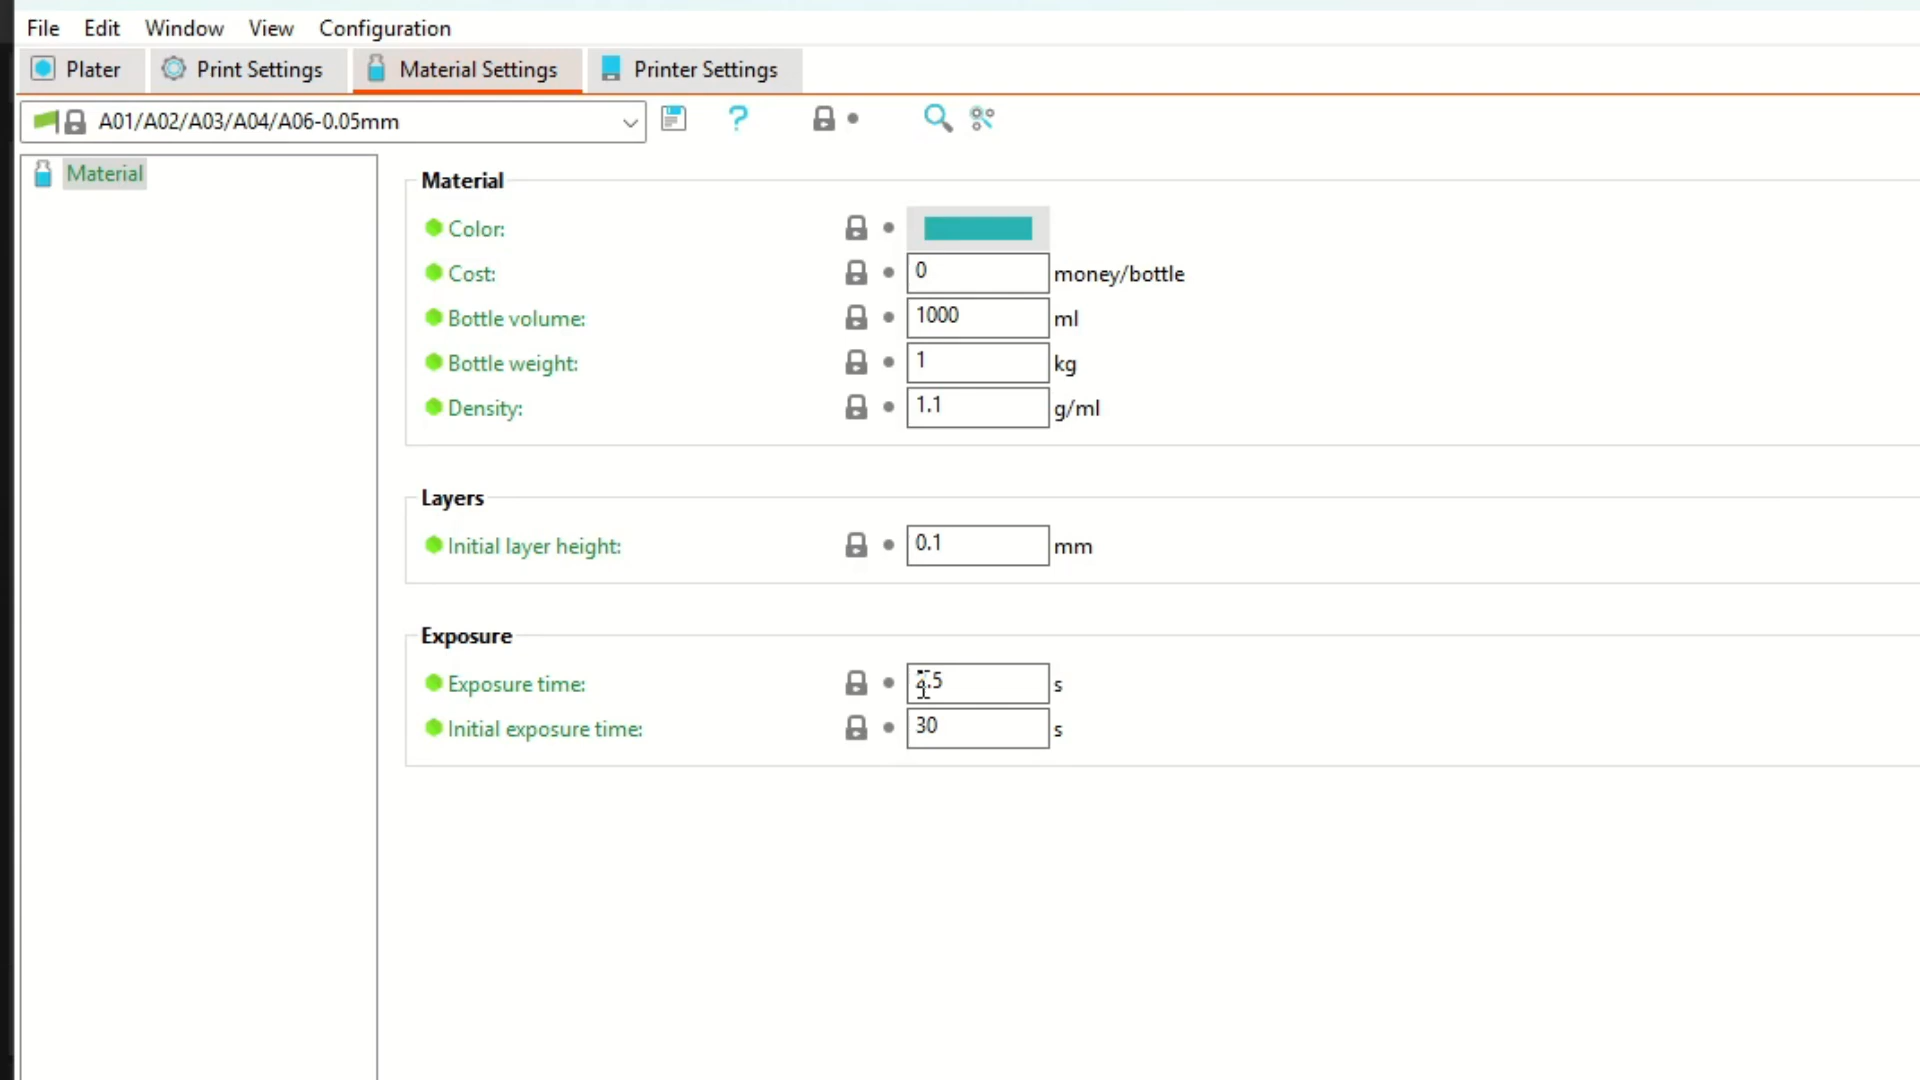 File Edit Window View Configuration
Plater Print Settings Material Settings Printer Settings
A01/A02/A03/A04/A06-0.05mm ?
Material
Material
Color:
Cost: 0 money/bottle
Bottle volume: 1000 ml
Bottle weight: 1 kg
Density: 1.1 g/ml
Layers
Initial layer height: 0.1 mm
Exposure
Exposure time: .5 s
Initial exposure time: 30 s